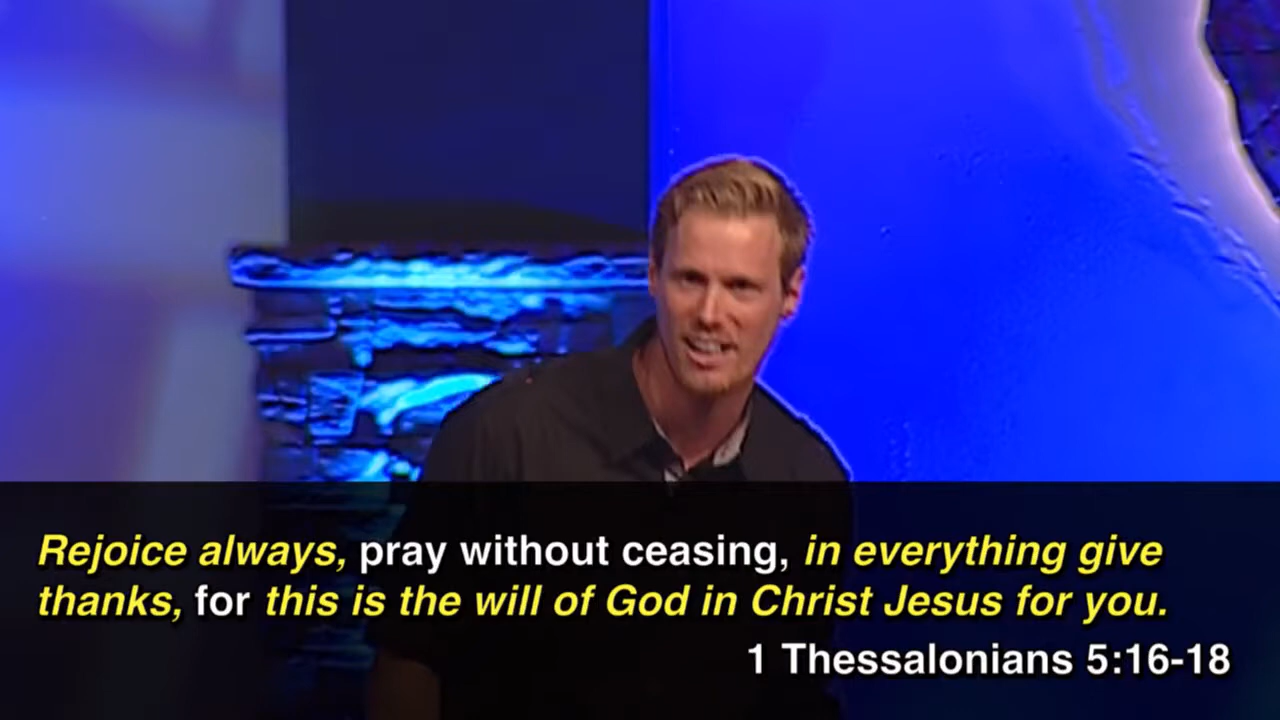 Rejoice always, pray without ceasing, in everything give
thanks, for this is the will of God in Christ Jesus for you.
1 Thessalonians 5:16-18